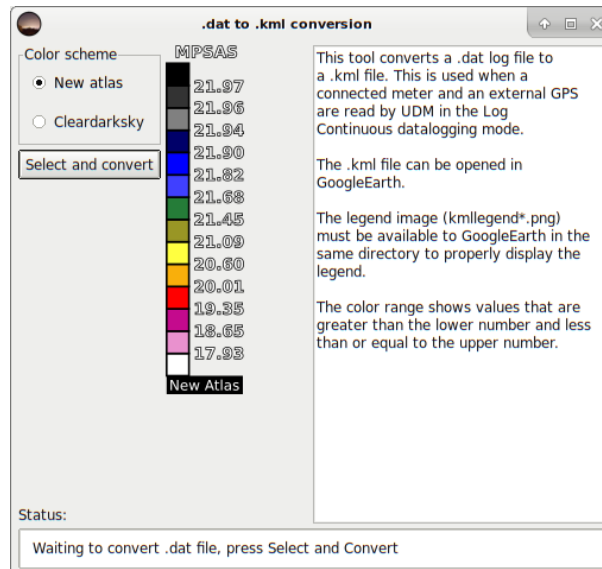 .dat to .kml conversion
Color scheme
New atlas
Cleardarksky
Select and convert
MPSAS
21.97
21.96
21.94
21.90
21.82
21.68
21.45
21.09
20.60
20.01
19.35
18.65
17.93
New Atlas
This tool converts a .dat log file to
a .kml file. This is used when a
connected meter and an external GPS
are read by UDM in the Log
Continuous datalogging mode.
The .kml file can be opened in
GoogleEarth.
The legend image (kmllegend*.png)
must be available to GoogleEarth in the
same directory to properly display the
legend.
The color range shows values that are
greater than the lower number and less
than or equal to the upper number.
Status:
Waiting to convert .dat file, press Select and Convert